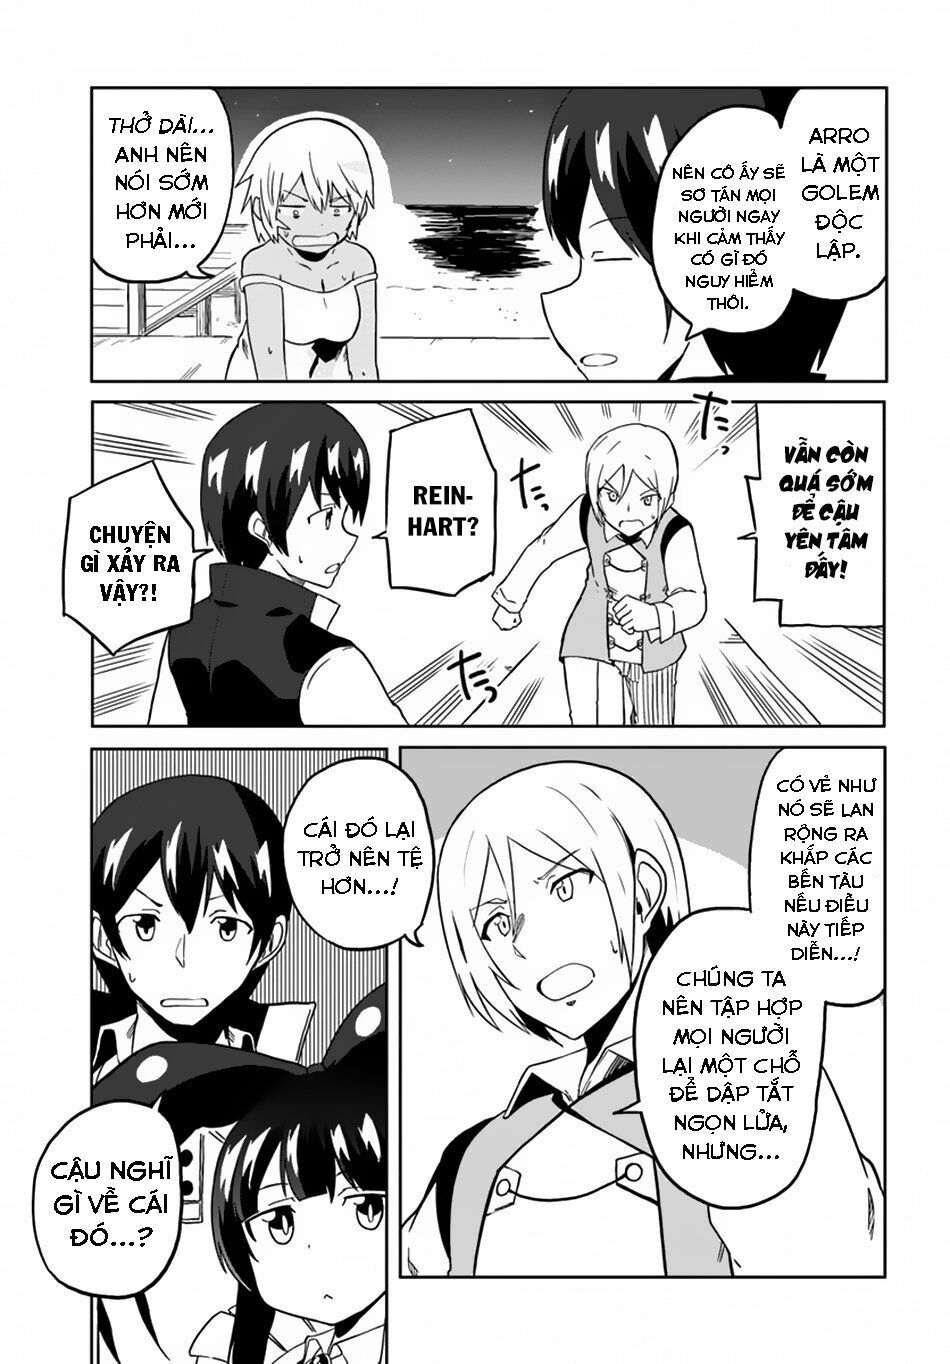 ARRO
LÀ MỘT
GOLEM
ĐỘC
LẬP.
NÊN CÔ ẤY SẼ
SƠ TÁN MỌI
NGƯỜI NGAY
KHI CẢM THẤY
CÓ GÌ ĐÓ
NGUY HIỂM
THÔI.
THỞ DÀI...
ANH NÊN
NÓI SỚM
HƠN MỚI
PHẢI...
VẪN CÒN
QUÁ SỚM
ĐỂ CẬU
YÊN TÂM
ĐẤY!
REIN-
HART?
CHUYỆN
GÌ XẢY RA
VẬY?!
CÓ VẺ NHƯ
NÓ SẼ LAN
RỘNG RA
KHẮP CÁC
BẾN TÀU
NẾU ĐIỀU
NÀY TIẾP
DIỄN...!
CHÚNG TA
NÊN TẬP HỢP
MỌI NGƯỜI
LẠI MỘT CHỖ
ĐỂ DẬP TẮT
NGỌN LỬA,
NHƯNG...
CÁI ĐÓ LẠI
TRỞ NÊN TỆ
HƠN...!
CẬU NGHĨ
GÌ VỀ CÁI
ĐÓ...?